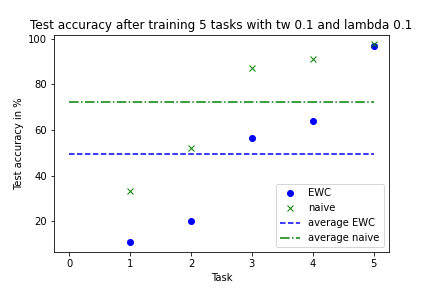 Test accuracy after training 5 tasks with tw 0.1 and lambda 0.1
100
80
60
40
20
Test accuracy in %
EWC
naive
average EWC
average naive
0 1 2 3 4 5
Task